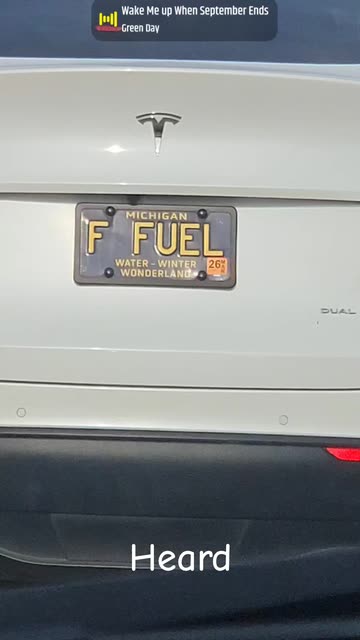 Wake Me up When September Ends
Green Day
MICHIGAN
F FUEL
WATER - WINTER
WONDERLAND
26
DUAL
Heard